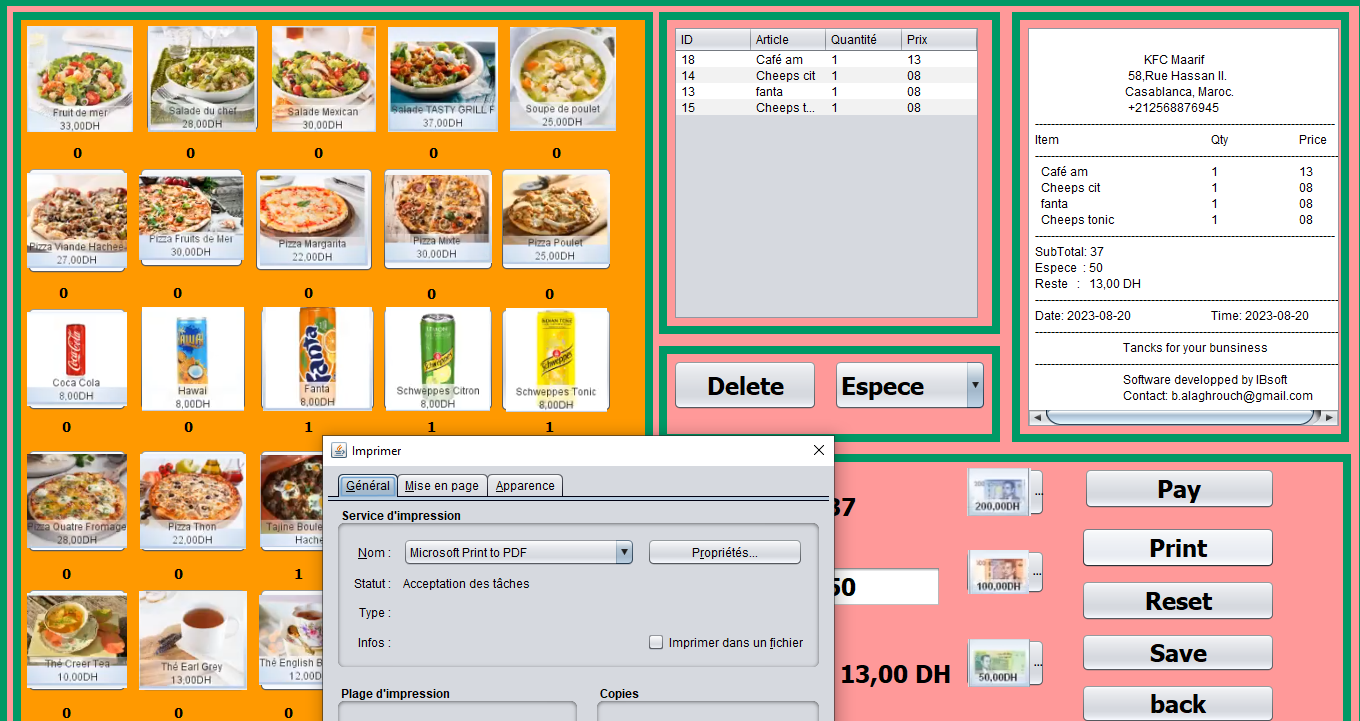 Fruit de mer
33,00DH
Salade du chef
28,00DH
Salade Mexican
30,00DH
Salade TASTY GRILL F
37,00DH
Soupe de poulet
25,00DH
0 0 0 0 0
Pizza Viande Hachee
27,00DH
Pizza Fruits de Mer
30,00DH
Pizza Margarita
22,00DH
Pizza Mixte
30,00DH
Pizza Poulet
25,00DH
0 0 0 0 0
Coca Cola
8,00DH
Hawai
8,00DH
Fanta
Fanta
8,00DH
Schweppes
Schweppes Citron
8,00DH
INDIAN TONIC
Schweppes
Schweppes Tonic
8,00DH
0 0 1 1 1
Pizza Quatre Fromage
28,00DH
Pizza Thon
22,00DH
Tajine Boule
Hache
0 0 1
Thé Creer Tea
10,00DH
Thé Earl Grey
13,00DH
Thé English B
12,00D
0 0 0
ID Article Quantité Prix
18 Café am 1 13
14 Cheeps cit 1 08
13 fanta 1 08
15 Cheeps t... 1 08
Delete
Espece
KFC Maarif
58,Rue Hassan II.
Casablanca, Maroc.
+212568876945
Item Qty Price
Café am 1 13
Cheeps cit 1 08
fanta 1 08
Cheeps tonic 1 08
SubTotal: 37
Espece : 50
Reste : 13,00 DH
Date: 2023-08-20 Time: 2023-08-20
Tancks for your bunsiness
Software developped by IBsoft
Contact: b.alaghrouch@gmail.com
Imprimer
Général Mise en page Apparence
Service d'impression
Nom : Microsoft Print to PDF Propriétés...
Statut : Acceptation des tâches
Type :
Infos : Imprimer dans un fichier
Plage d'impression Copies
37
50
13,00 DH
200,00DH ...
100,00DH ...
50,00DH ...
Pay
Print
Reset
Save
back